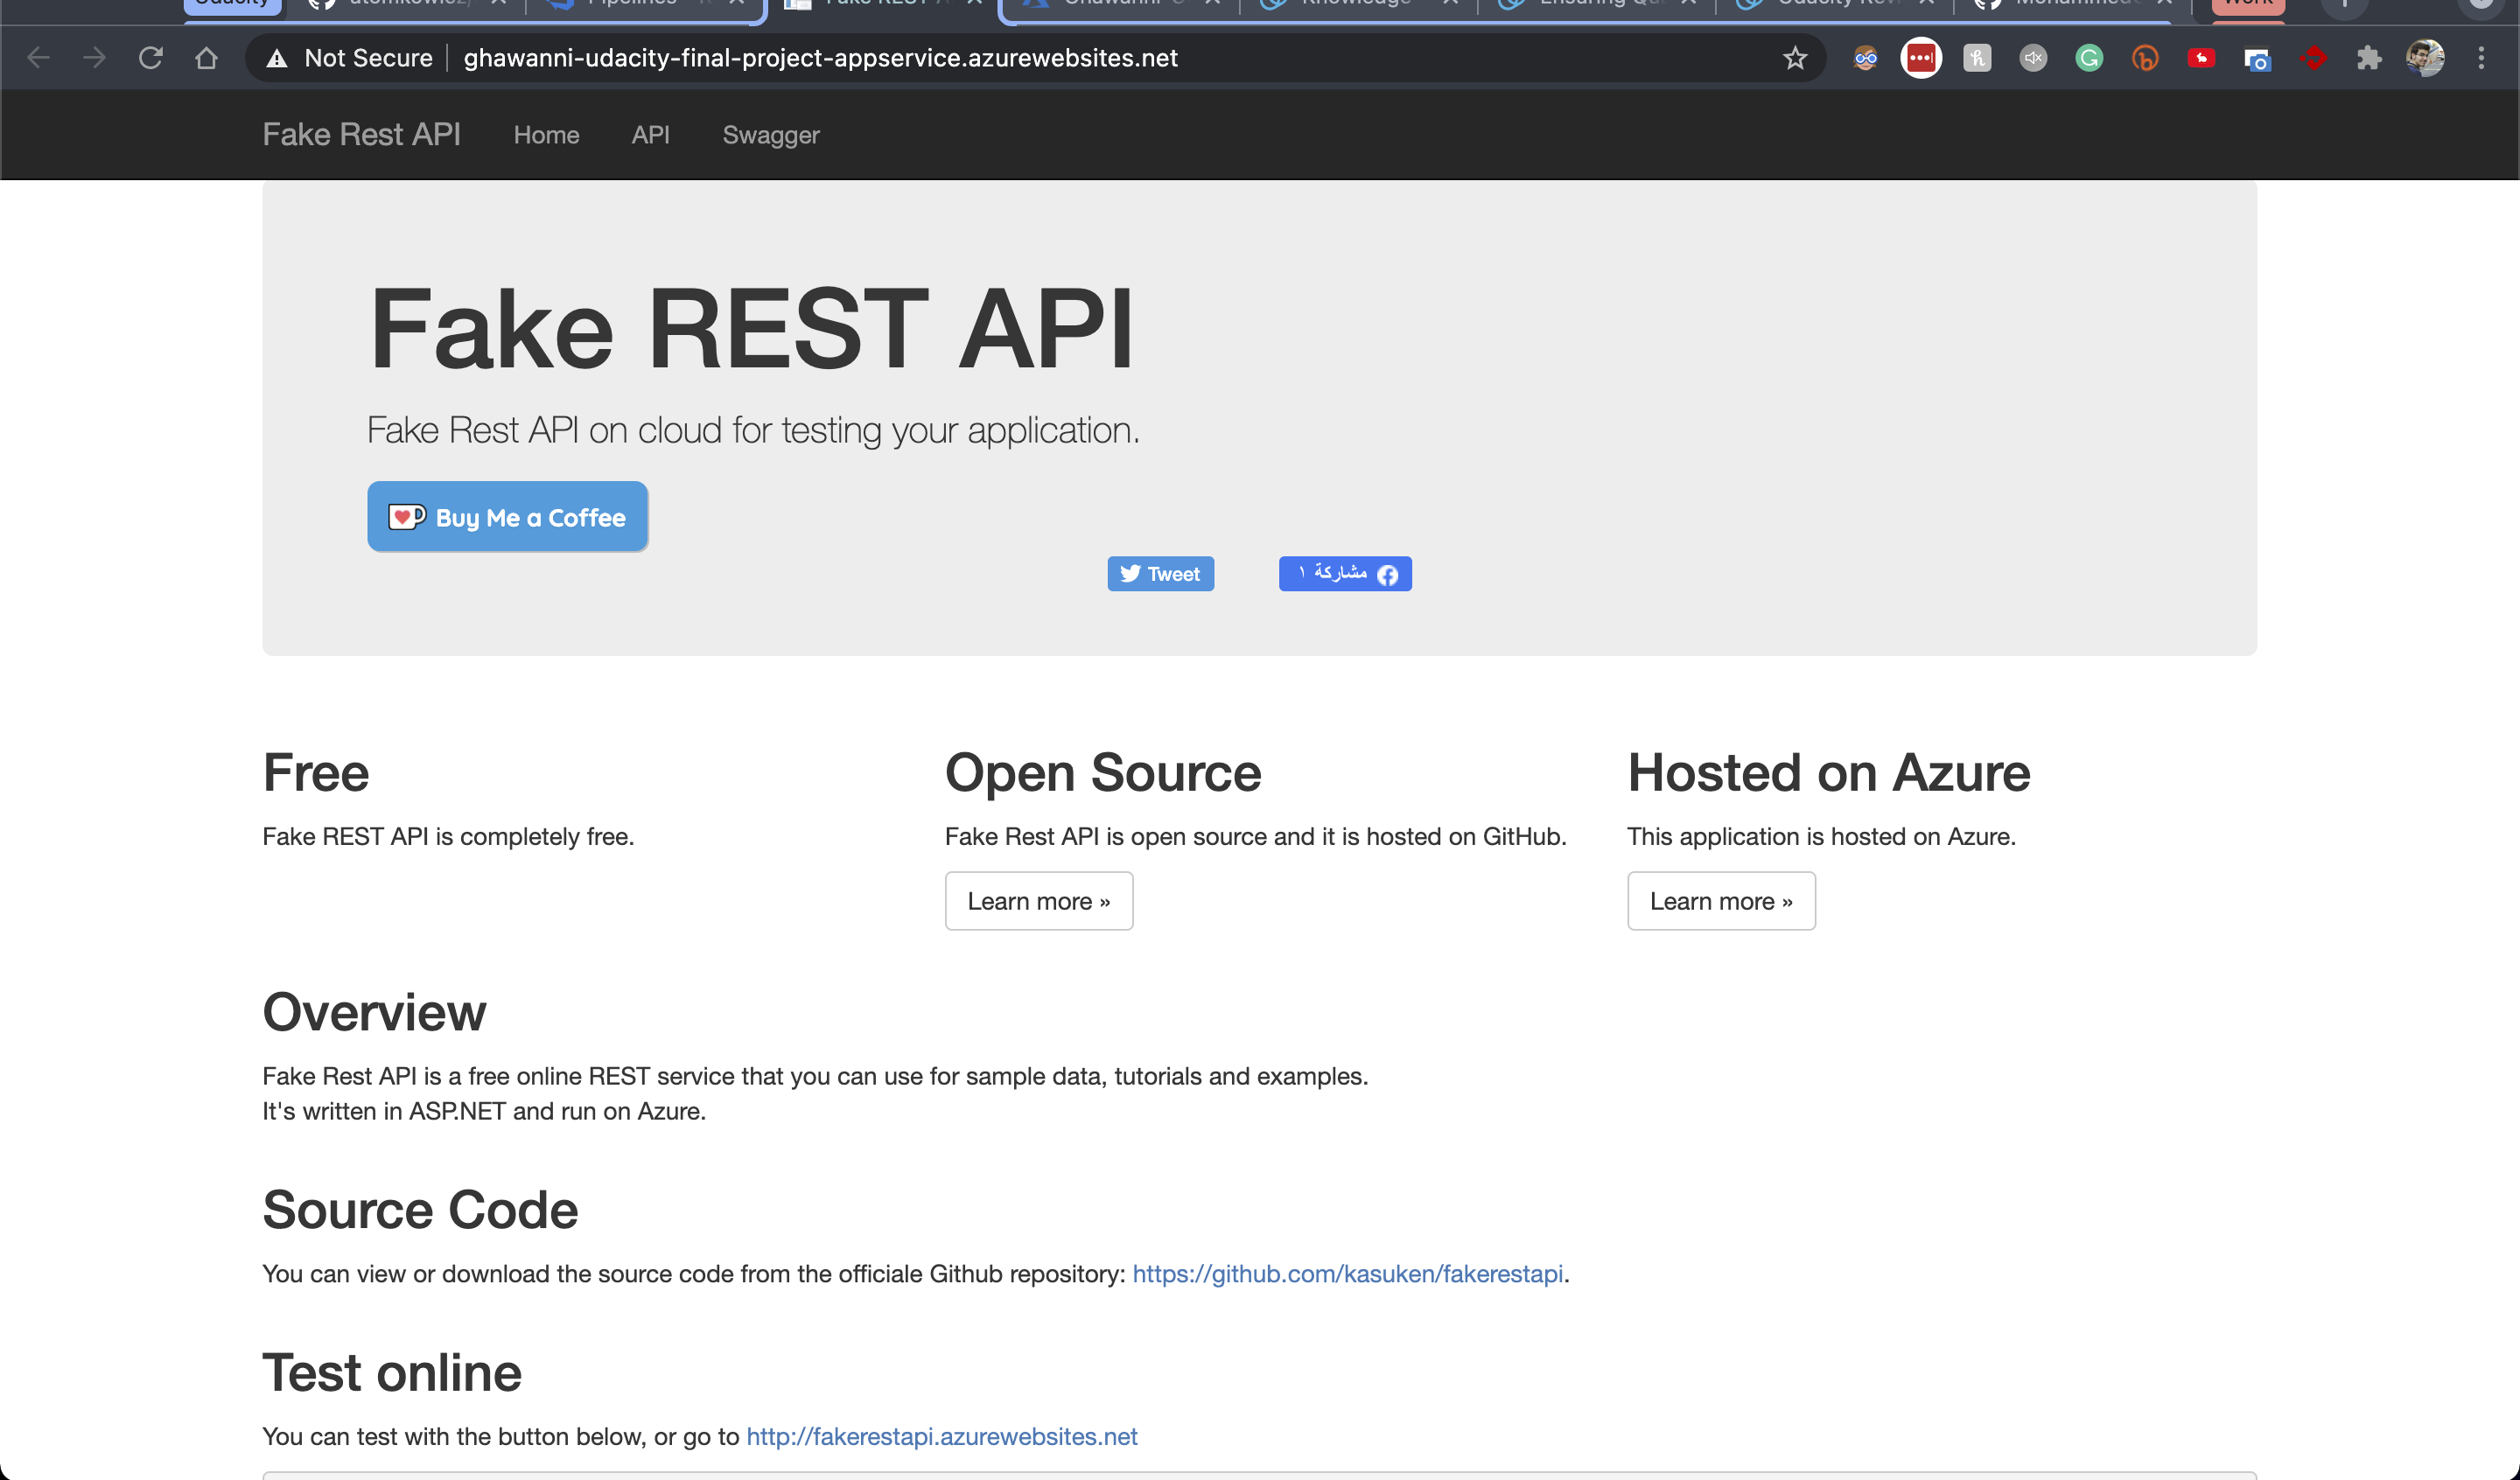 Not Secure
ghawanni-udacity-final-project-appservice.azurewebsites.net
Fake Rest API
Home
API
Swagger
Fake REST API
Fake Rest API on cloud for testing your application.
Buy Me a Coffee
Tweet
مشاركة ١
Free
Open Source
Hosted on Azure
Fake REST API is completely free.
Fake Rest API is open source and it is hosted on GitHub.
This application is hosted on Azure.
Learn more »
Learn more »
Overview
Fake Rest API is a free online REST service that you can use for sample data, tutorials and examples.
It's written in ASP.NET and run on Azure.
Source Code
You can view or download the source code from the officiale Github repository: https://github.com/kasuken/fakerestapi.
Test online
You can test with the button below, or go to http://fakerestapi.azurewebsites.net